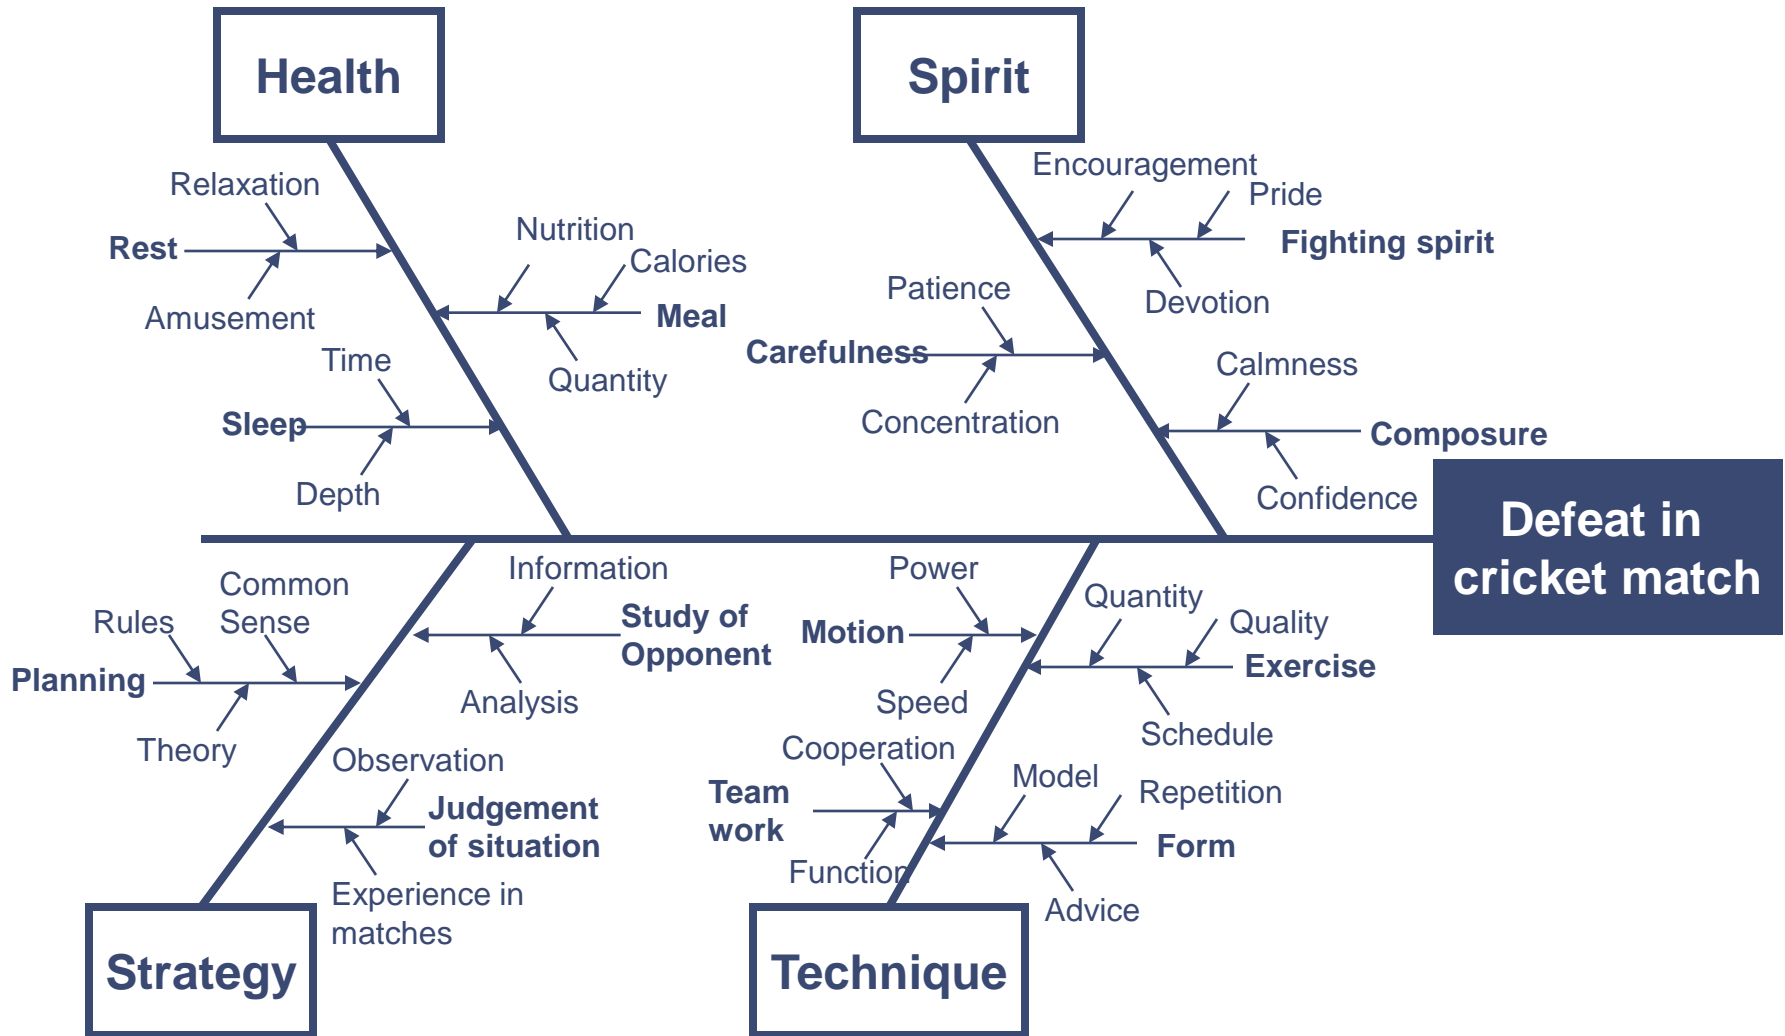 Health
Spirit
Relaxation
Rest
Amusement
Nutrition
Calories
Meal
Quantity
Time
Sleep
Depth
Encouragement
Pride
Fighting spirit
Devotion
Patience
Carefulness
Concentration
Calmness
Composure
Confidence
Defeat in
cricket match
Common
Sense
Rules
Planning
Theory
Information
Study of
Opponent
Analysis
Observation
Judgement
of situation
Experience in
matches
Strategy
Power
Motion
Speed
Quantity
Quality
Exercise
Schedule
Cooperation
Team
work
Function
Model
Repetition
Form
Advice
Technique